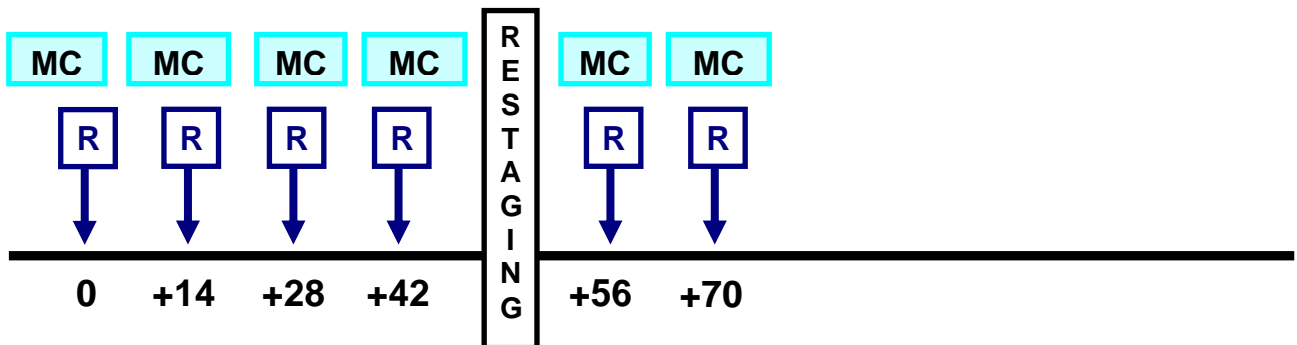 MC MC MC MC MC MC
R R R R R R
RESTAGING
0 +14 +28 +42 +56 +70